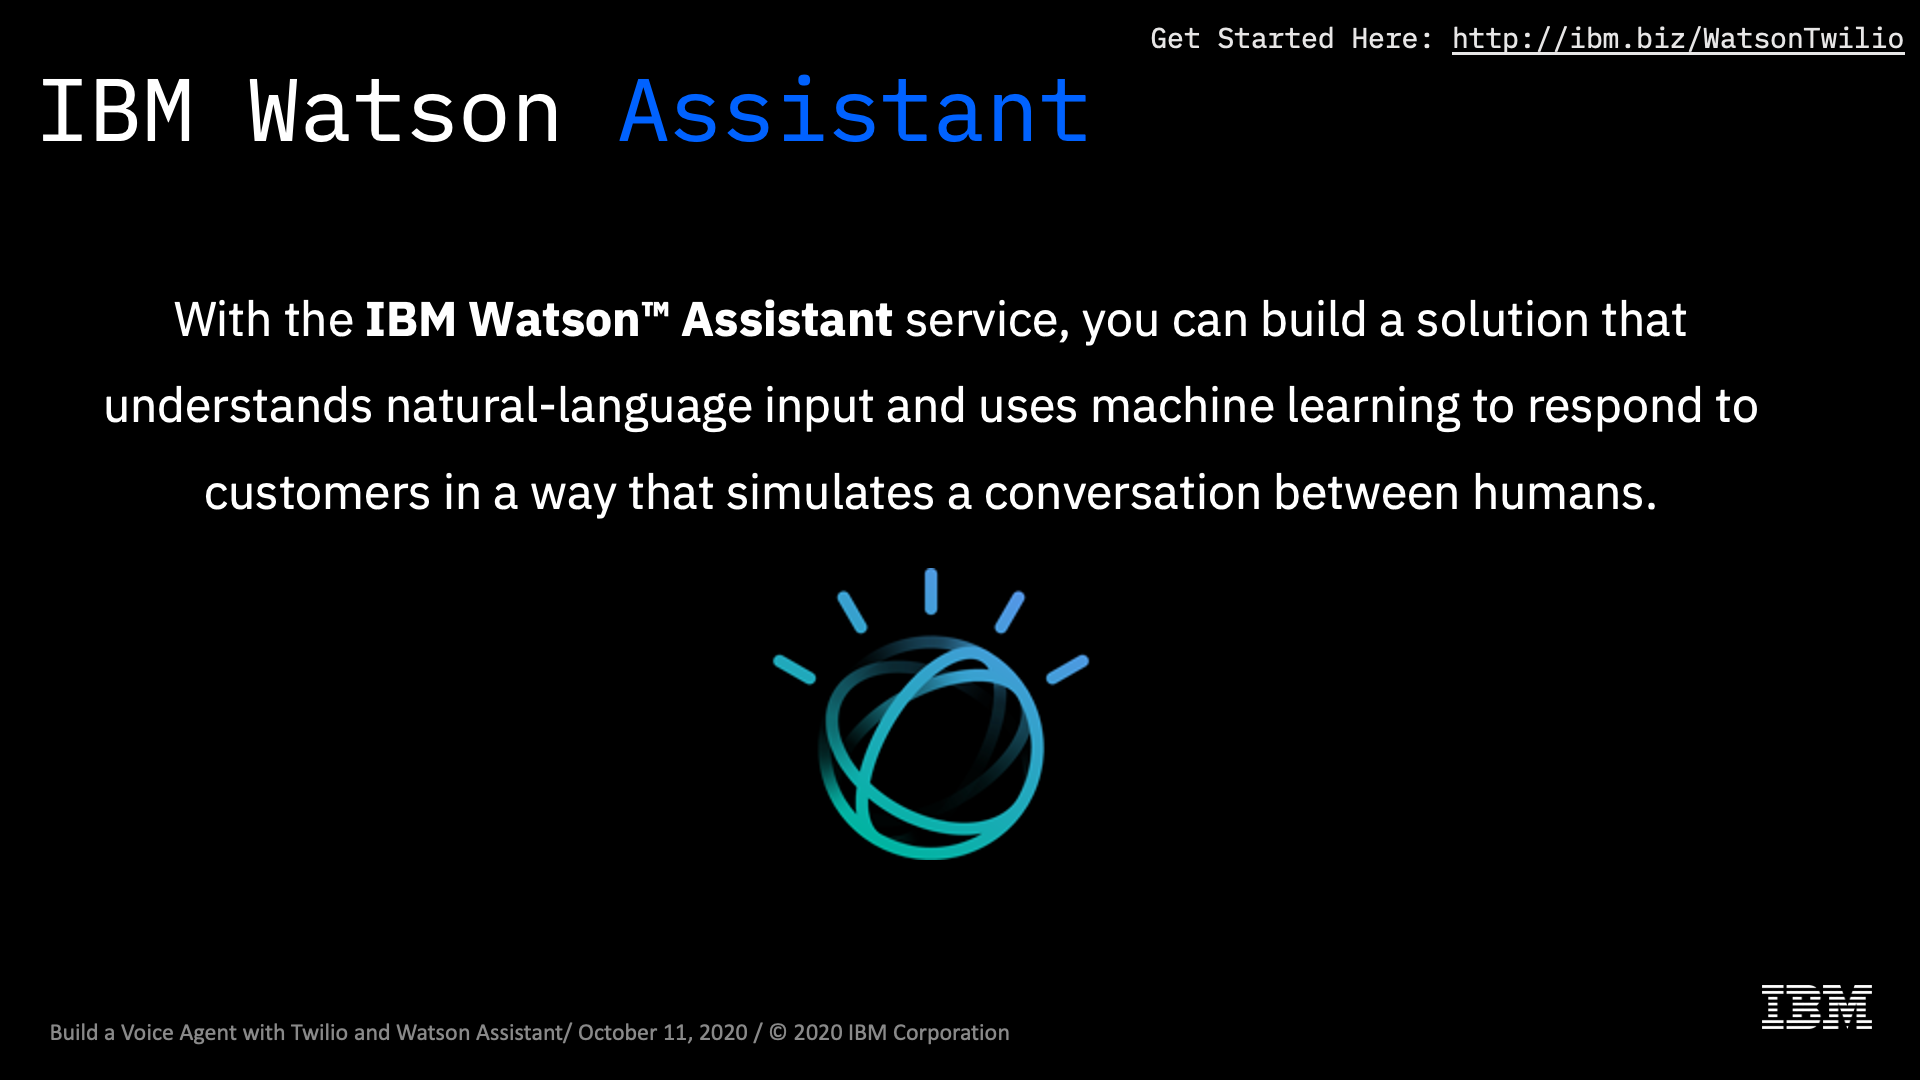 Get Started Here: http://ibm.biz/WatsonTwilio
IBM Watson Assistant
With the IBM Watson™ Assistant service, you can build a solution that
understands natural-language input and uses machine learning to respond to
customers in a way that simulates a conversation between humans.
IBM
Build a Voice Agent with Twilio and Watson Assistant/ October 11, 2020 / © 2020 IBM Corporation